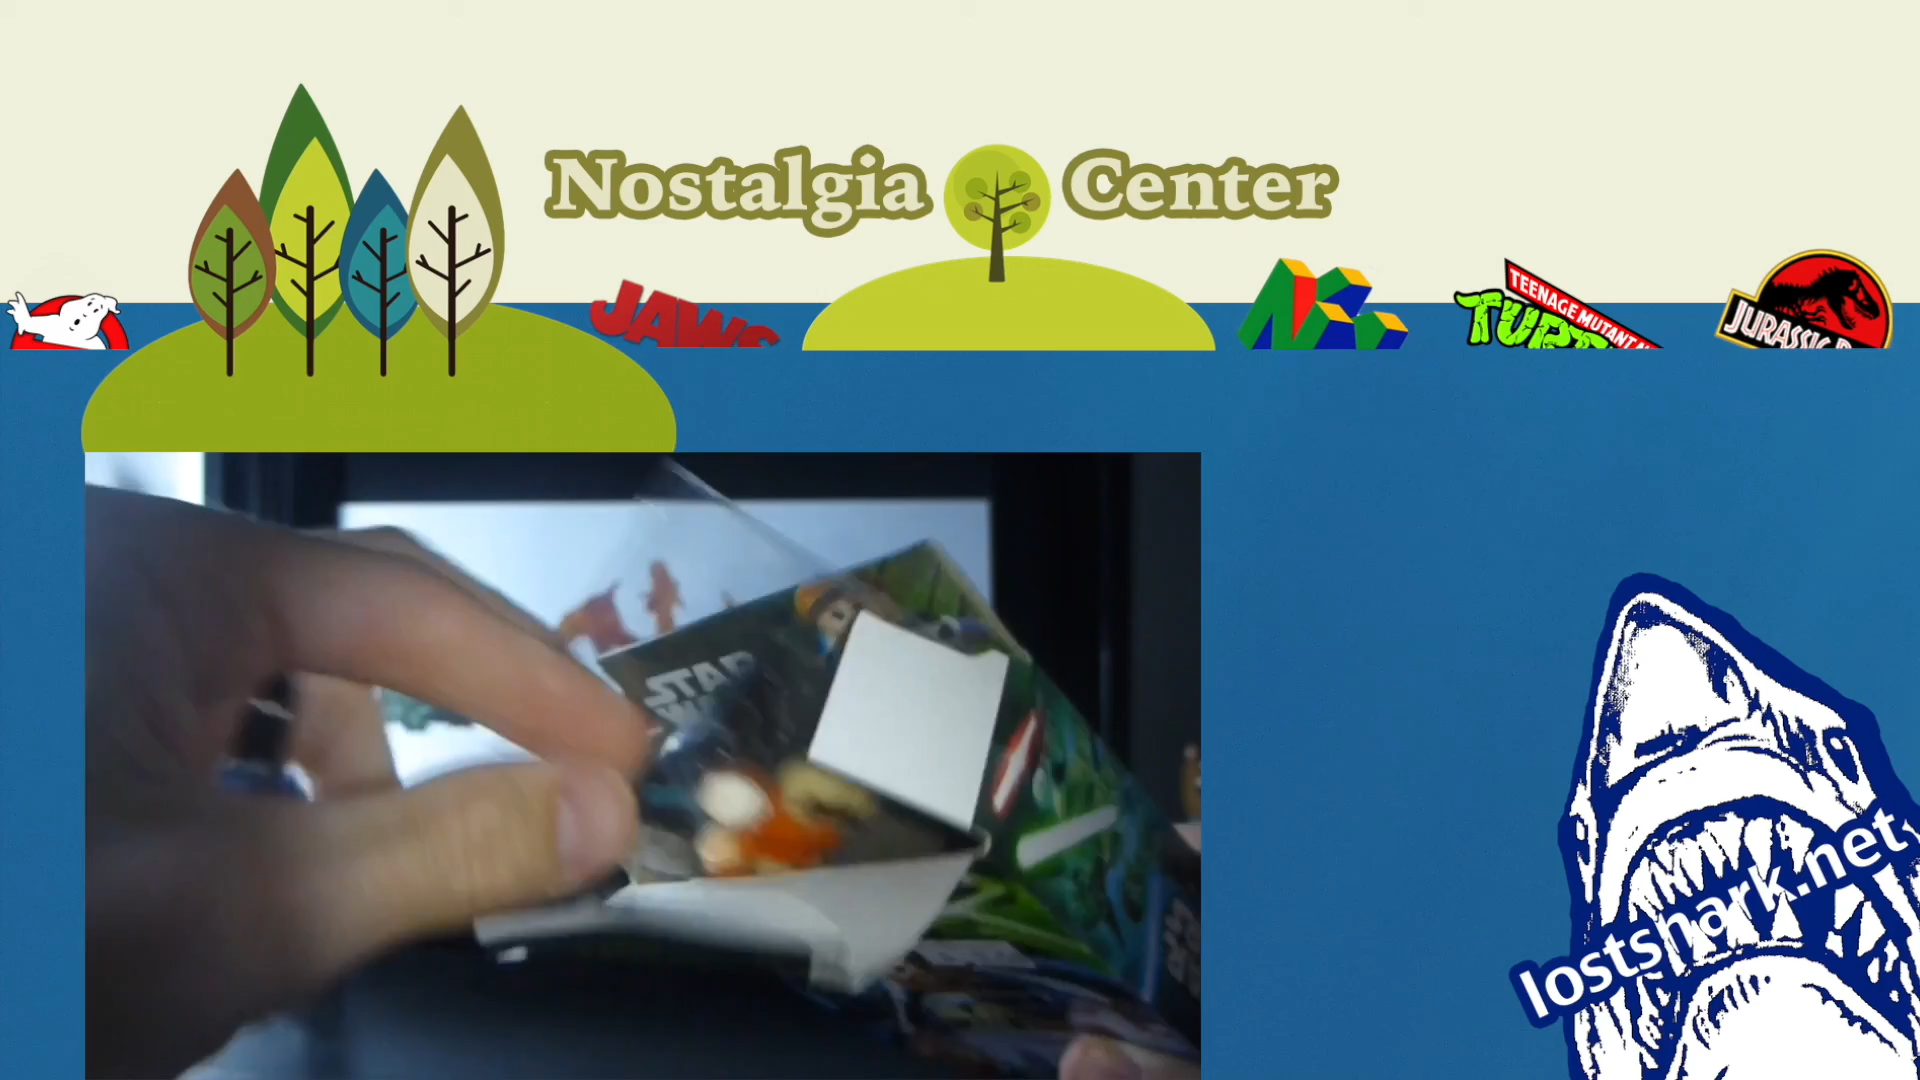 Nostalgia Center
JAWS
TEENAGE MUTANT
JURASSIC
STAR
lostshark.net